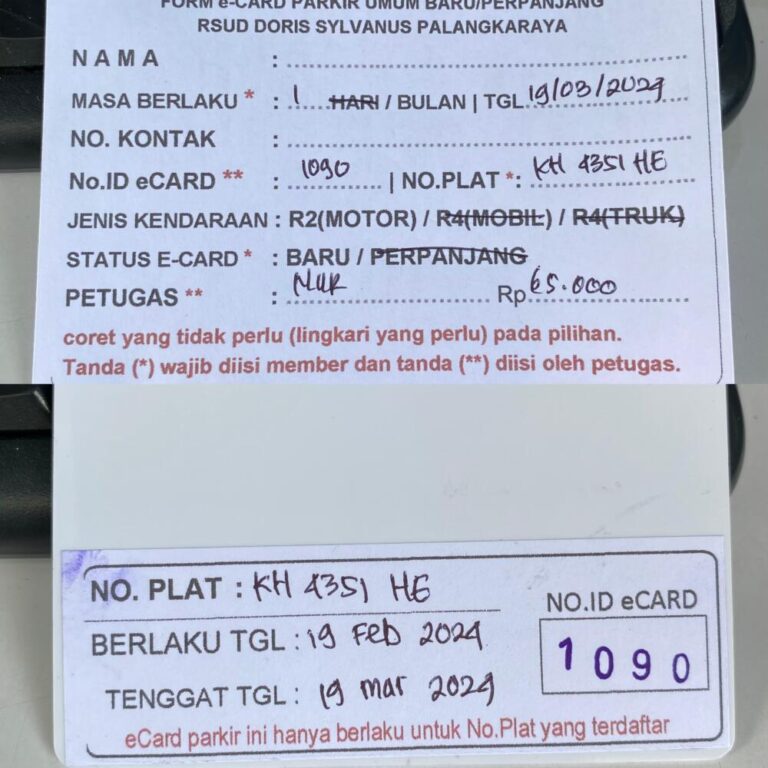 FORM e-CARD PARKIR UMUM BARU/PERPANJANG
RSUD DORIS SYLVANUS PALANGKARAYA
NAMA :
MASA BERLAKU * : 1 HARI / BULAN | TGL 19/03/2024
NO. KONTAK :
No.ID eCARD ** : 1090 | NO.PLAT *: KH 4351 HE
JENIS KENDARAAN : R2(MOTOR) / R4(MOBIL) / R4(TRUK)
STATUS E-CARD * : BARU / PERPANJANG
PETUGAS ** : MUR Rp 65.000
coret yang tidak perlu (lingkari yang perlu) pada pilihan.
Tanda (*) wajib diisi member dan tanda (**) diisi oleh petugas.
NO. PLAT : KH 4351 HE
BERLAKU TGL : 19 Feb 2024
TENGGAT TGL : 19 mar 2024
NO.ID eCARD
1090
eCard parkir ini hanya berlaku untuk No.Plat yang terdaftar